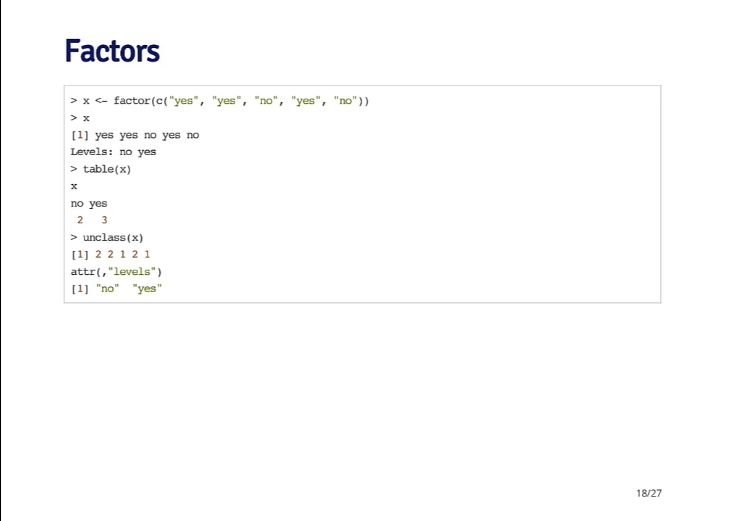 Factors
> x <- factor(c("yes", "yes", "no", "yes", "no"))
> x
[1] yes yes no yes no
Levels: no yes
> table(x)
x
no yes
 2   3
> unclass(x)
[1] 2 2 1 2 1
attr(,"levels")
[1] "no"  "yes"
18/27